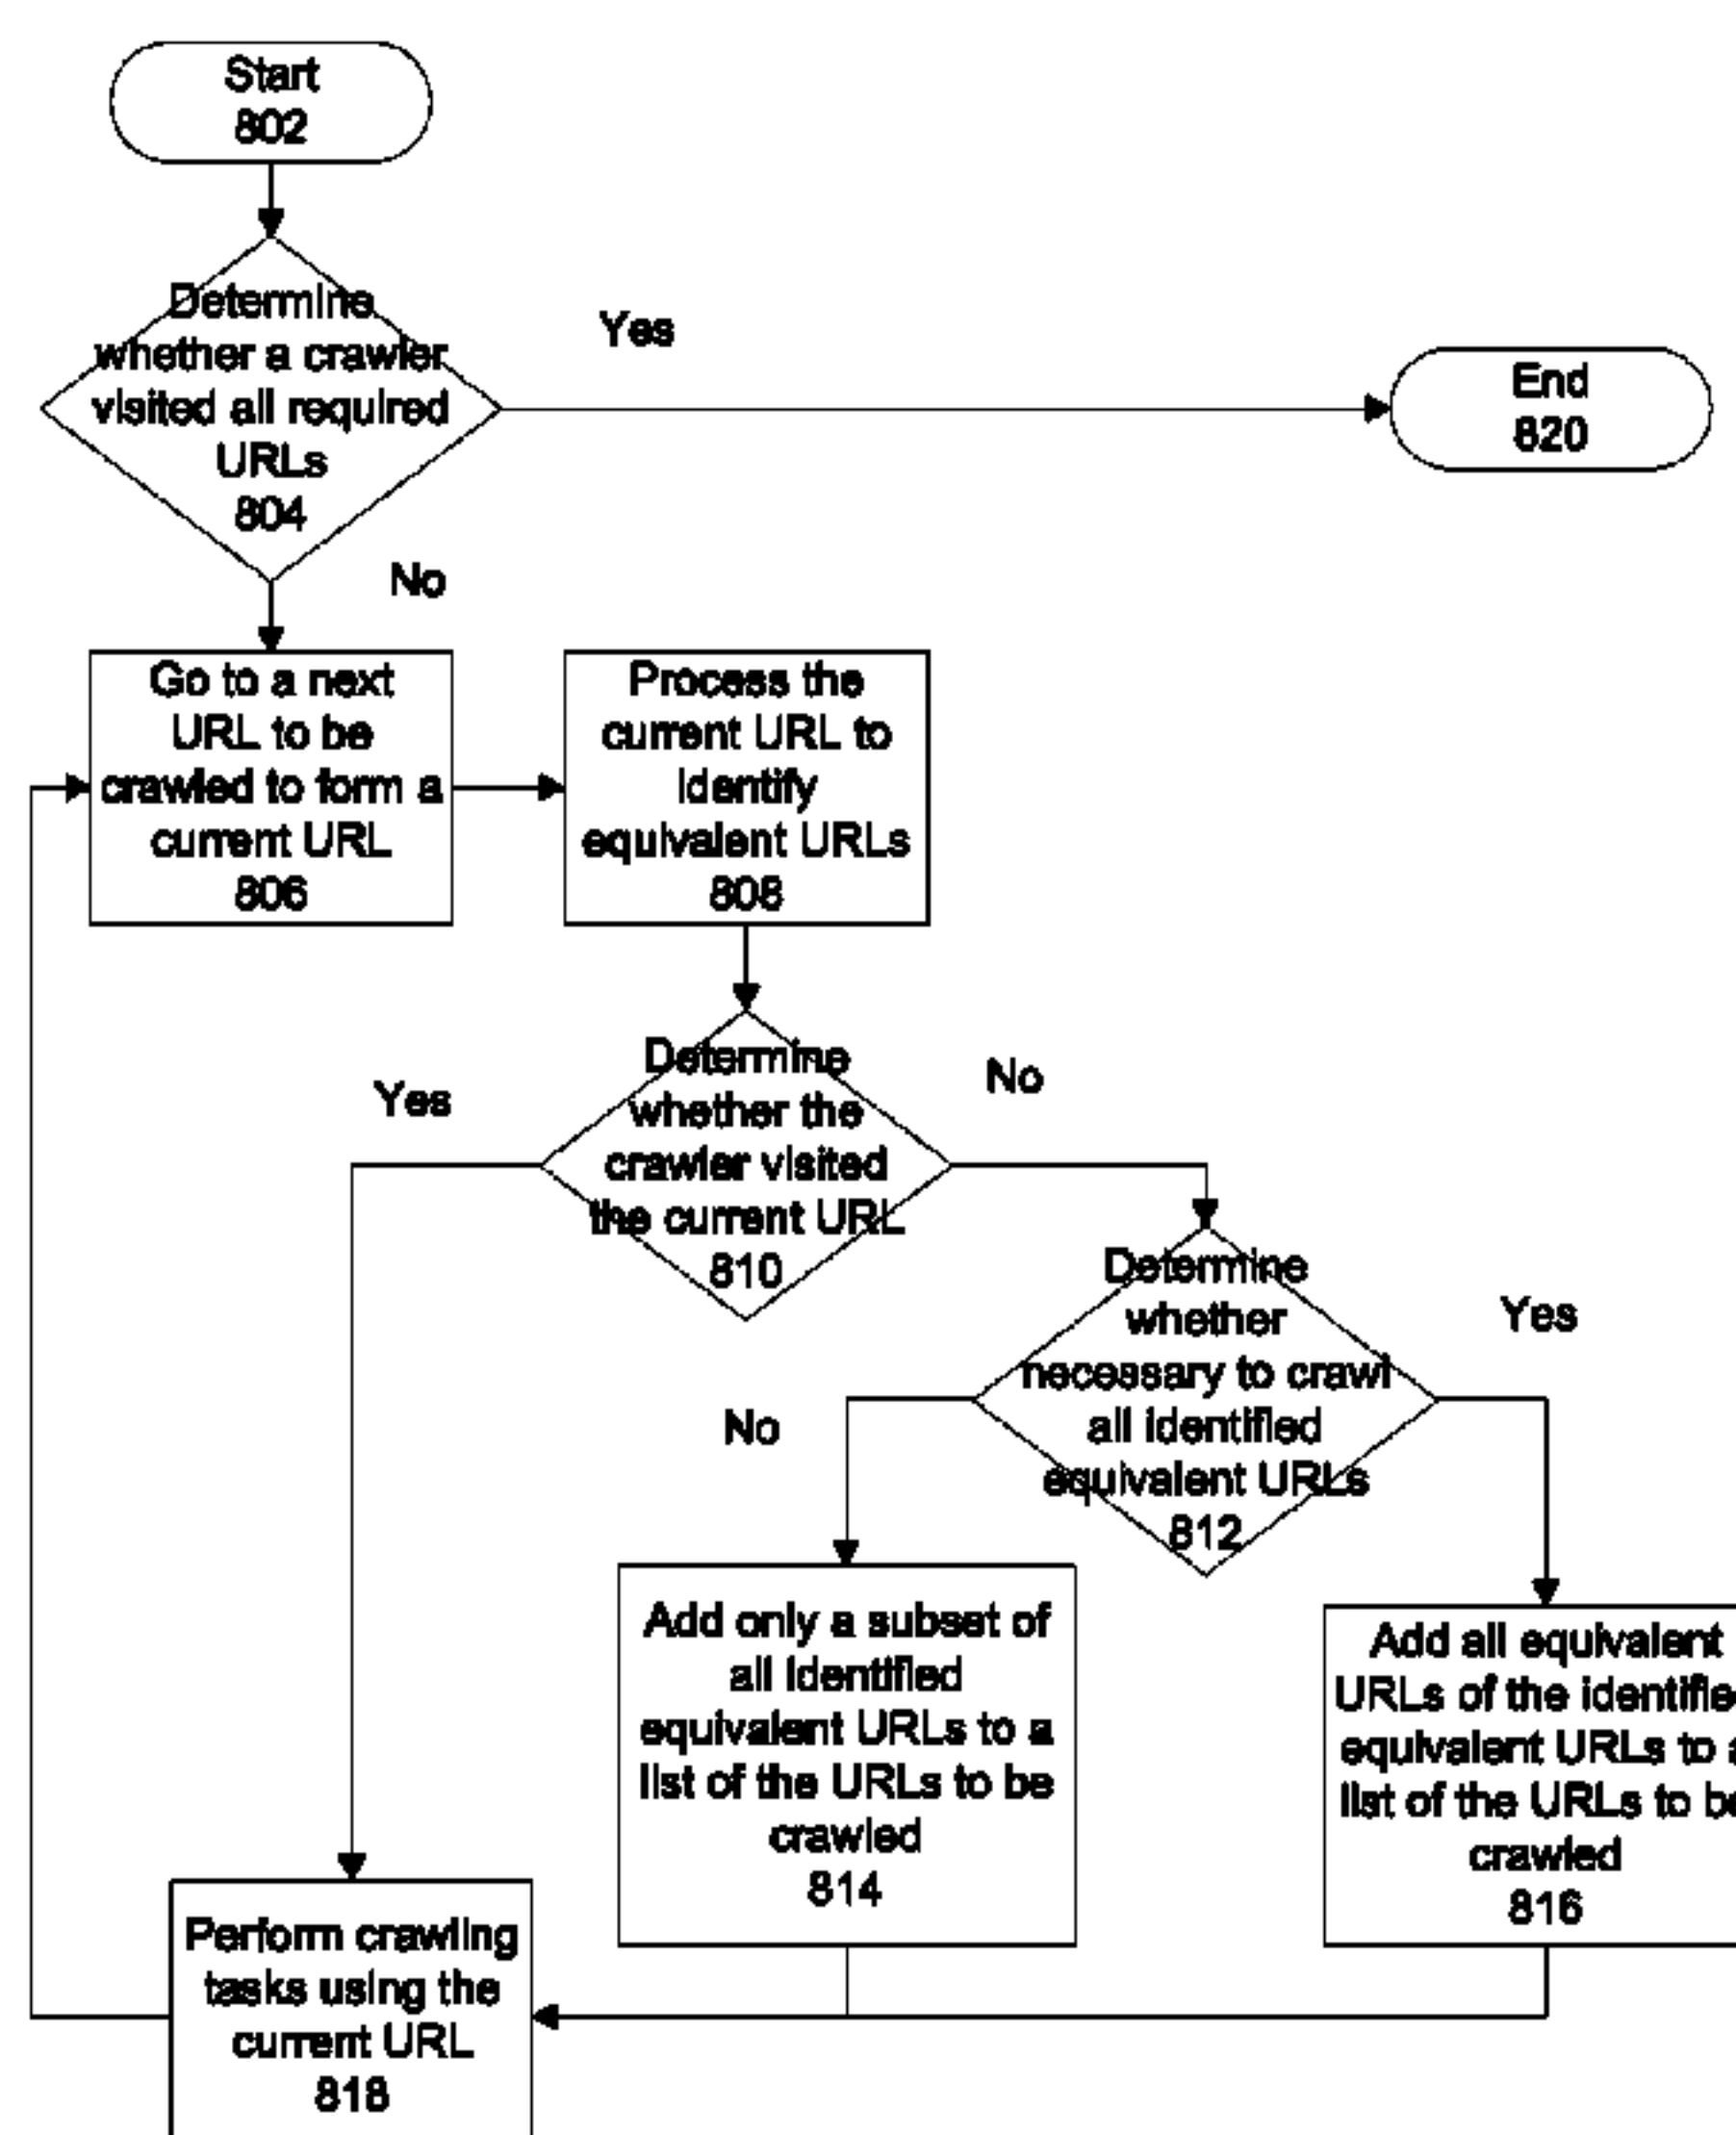 Start
802
Determine
whether a crawler
visited all required
URLs
804
Yes
End
820
No
Go to a next
URL to be
crawled to form a
current URL
806
Process the
current URL to
identify
equivalent URLs
808
Determine
whether the
crawler visited
the current URL
810
Yes
No
Determine
whether
necessary to crawl
all identified
equivalent URLs
812
No
Yes
Add only a subset of
all identified
equivalent URLs to a
list of the URLs to be
crawled
814
Add all equivalent
URLs of the
equivalent URLs to
list of the URLs to be
crawled
816
Perform crawling
tasks using the
current URL
818